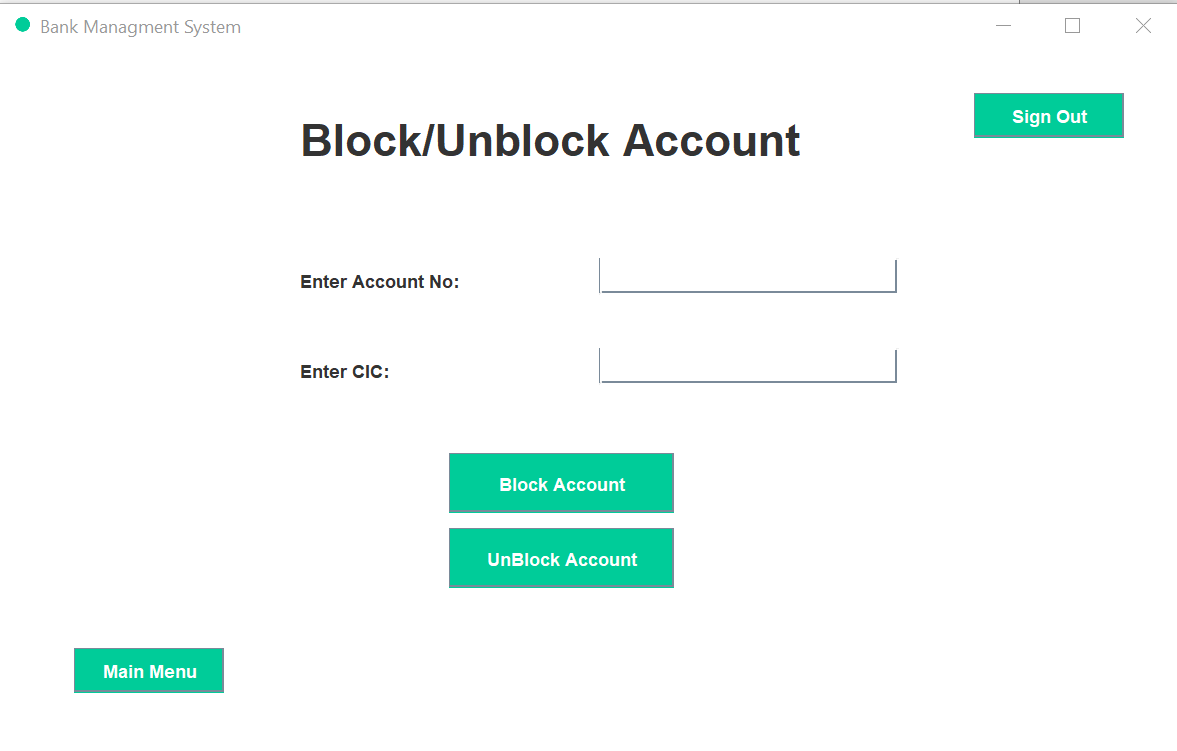 Bank Managment System
Sign Out
Block/Unblock Account
Enter Account No:
Enter CIC:
Block Account
UnBlock Account
Main Menu